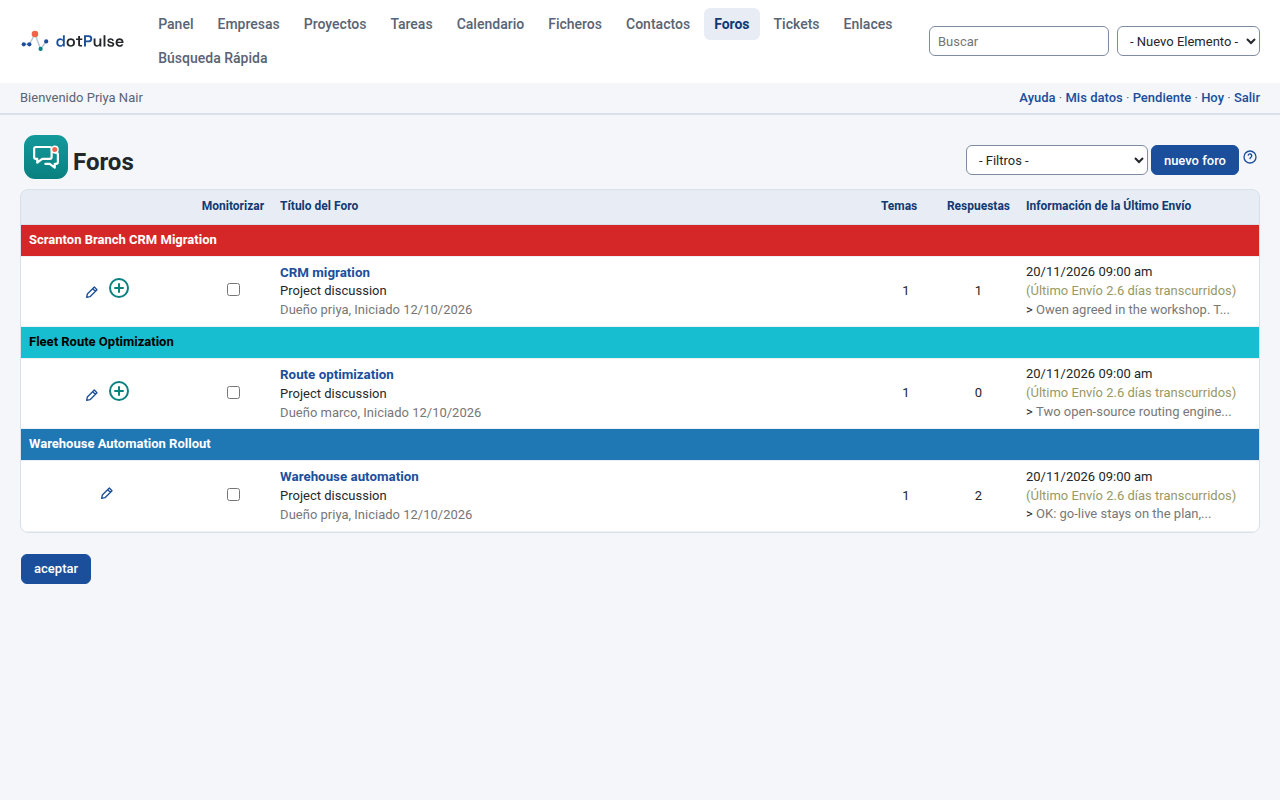 dotPulse
Panel
Empresas
Proyectos
Tareas
Calendario
Ficheros
Contactos
Foros
Tickets
Enlaces
Búsqueda Rápida
Buscar
- Nuevo Elemento -
Bienvenido Priya Nair
Ayuda · Mis datos · Pendiente · Hoy · Salir
Foros
- Filtros -
nuevo foro
Monitorizar
Título del Foro
Temas
Respuestas
Información de la Último Envío
Scranton Branch CRM Migration
CRM migration
Project discussion
Dueño priya, Iniciado 12/10/2026
1
1
20/11/2026 09:00 am
(Último Envío 2.6 días transcurridos)
> Owen agreed in the workshop. T...
Fleet Route Optimization
Route optimization
Project discussion
Dueño marco, Iniciado 12/10/2026
1
0
20/11/2026 09:00 am
(Último Envío 2.6 días transcurridos)
> Two open-source routing engine...
Warehouse Automation Rollout
Warehouse automation
Project discussion
Dueño priya, Iniciado 12/10/2026
1
2
20/11/2026 09:00 am
(Último Envío 2.6 días transcurridos)
> OK: go-live stays on the plan,...
aceptar